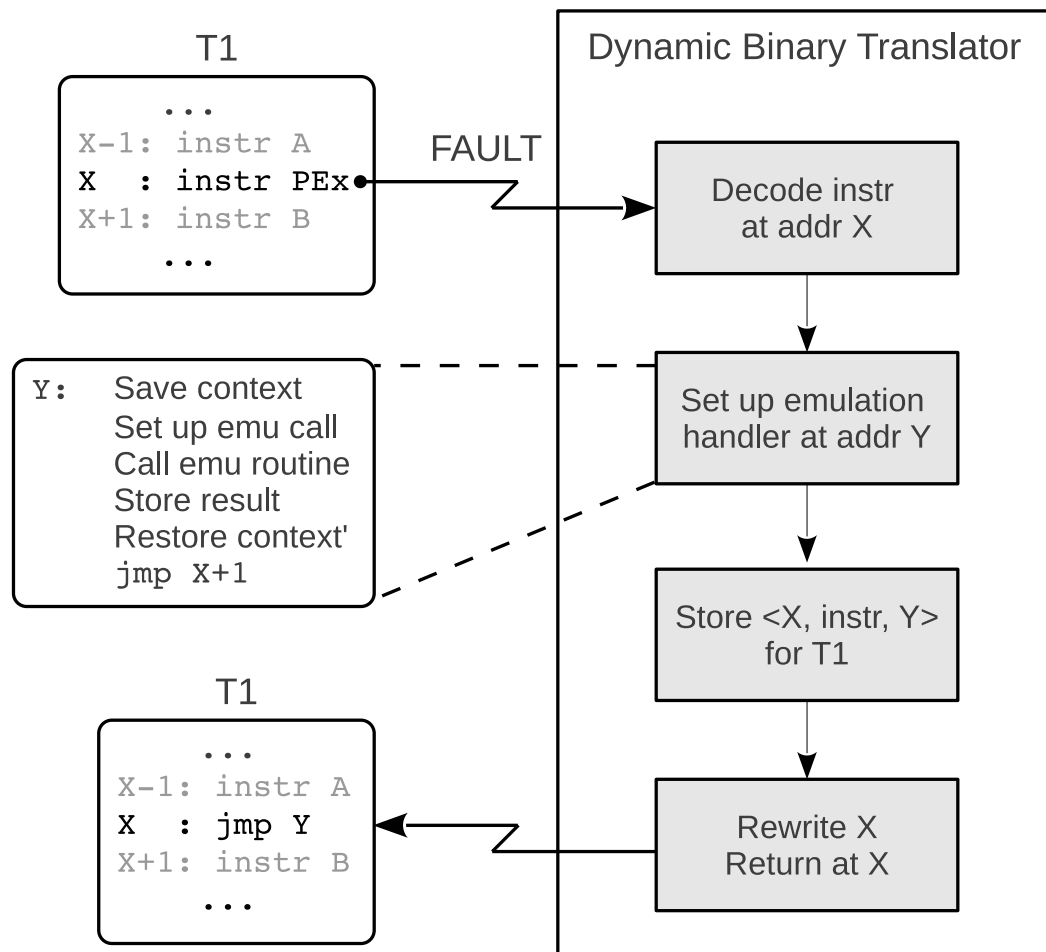 T1
...
X-1: instr A
X  : instr PEx
X+1: instr B
...
FAULT
Dynamic Binary Translator
Decode instr
at addr X
Set up emulation
handler at addr Y
Y: Save context
Set up emu call
Call emu routine
Store result
Restore context'
jmp X+1
Store <X, instr, Y>
for T1
Rewrite X
Return at X
T1
...
X-1: instr A
X  : jmp Y
X+1: instr B
...